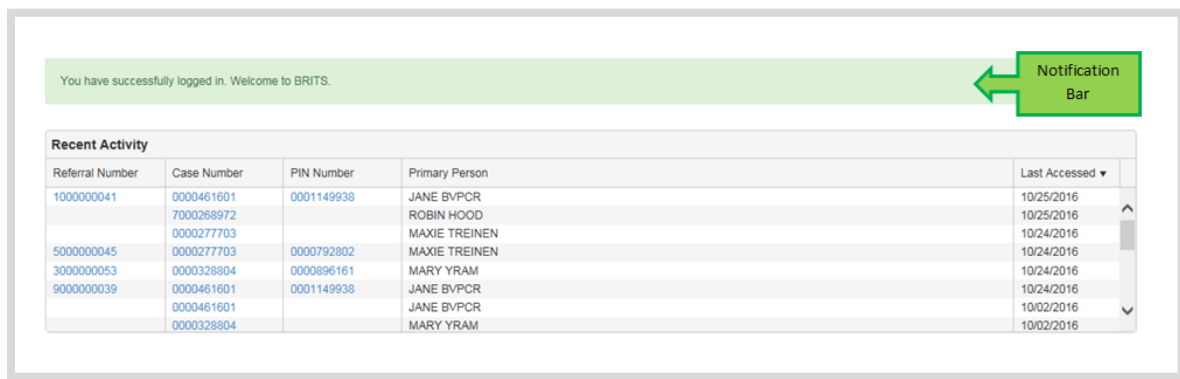 You have successfully logged in. Welcome to BRITS.
Notification
Bar
Recent Activity
Referral Number Case Number PIN Number Primary Person Last Accessed ▼
1000000041 0000461601 0001149938 JANE BVPCR 10/25/2016
7000268972 ROBIN HOOD 10/25/2016
0000277703 MAXIE TREINEN 10/24/2016
5000000045 0000277703 0000792802 MAXIE TREINEN 10/24/2016
3000000053 0000328804 0000896161 MARY YRAM 10/24/2016
9000000039 0000461601 0001149938 JANE BVPCR 10/24/2016
0000461601 JANE BVPCR 10/02/2016
0000328804 MARY YRAM 10/02/2016